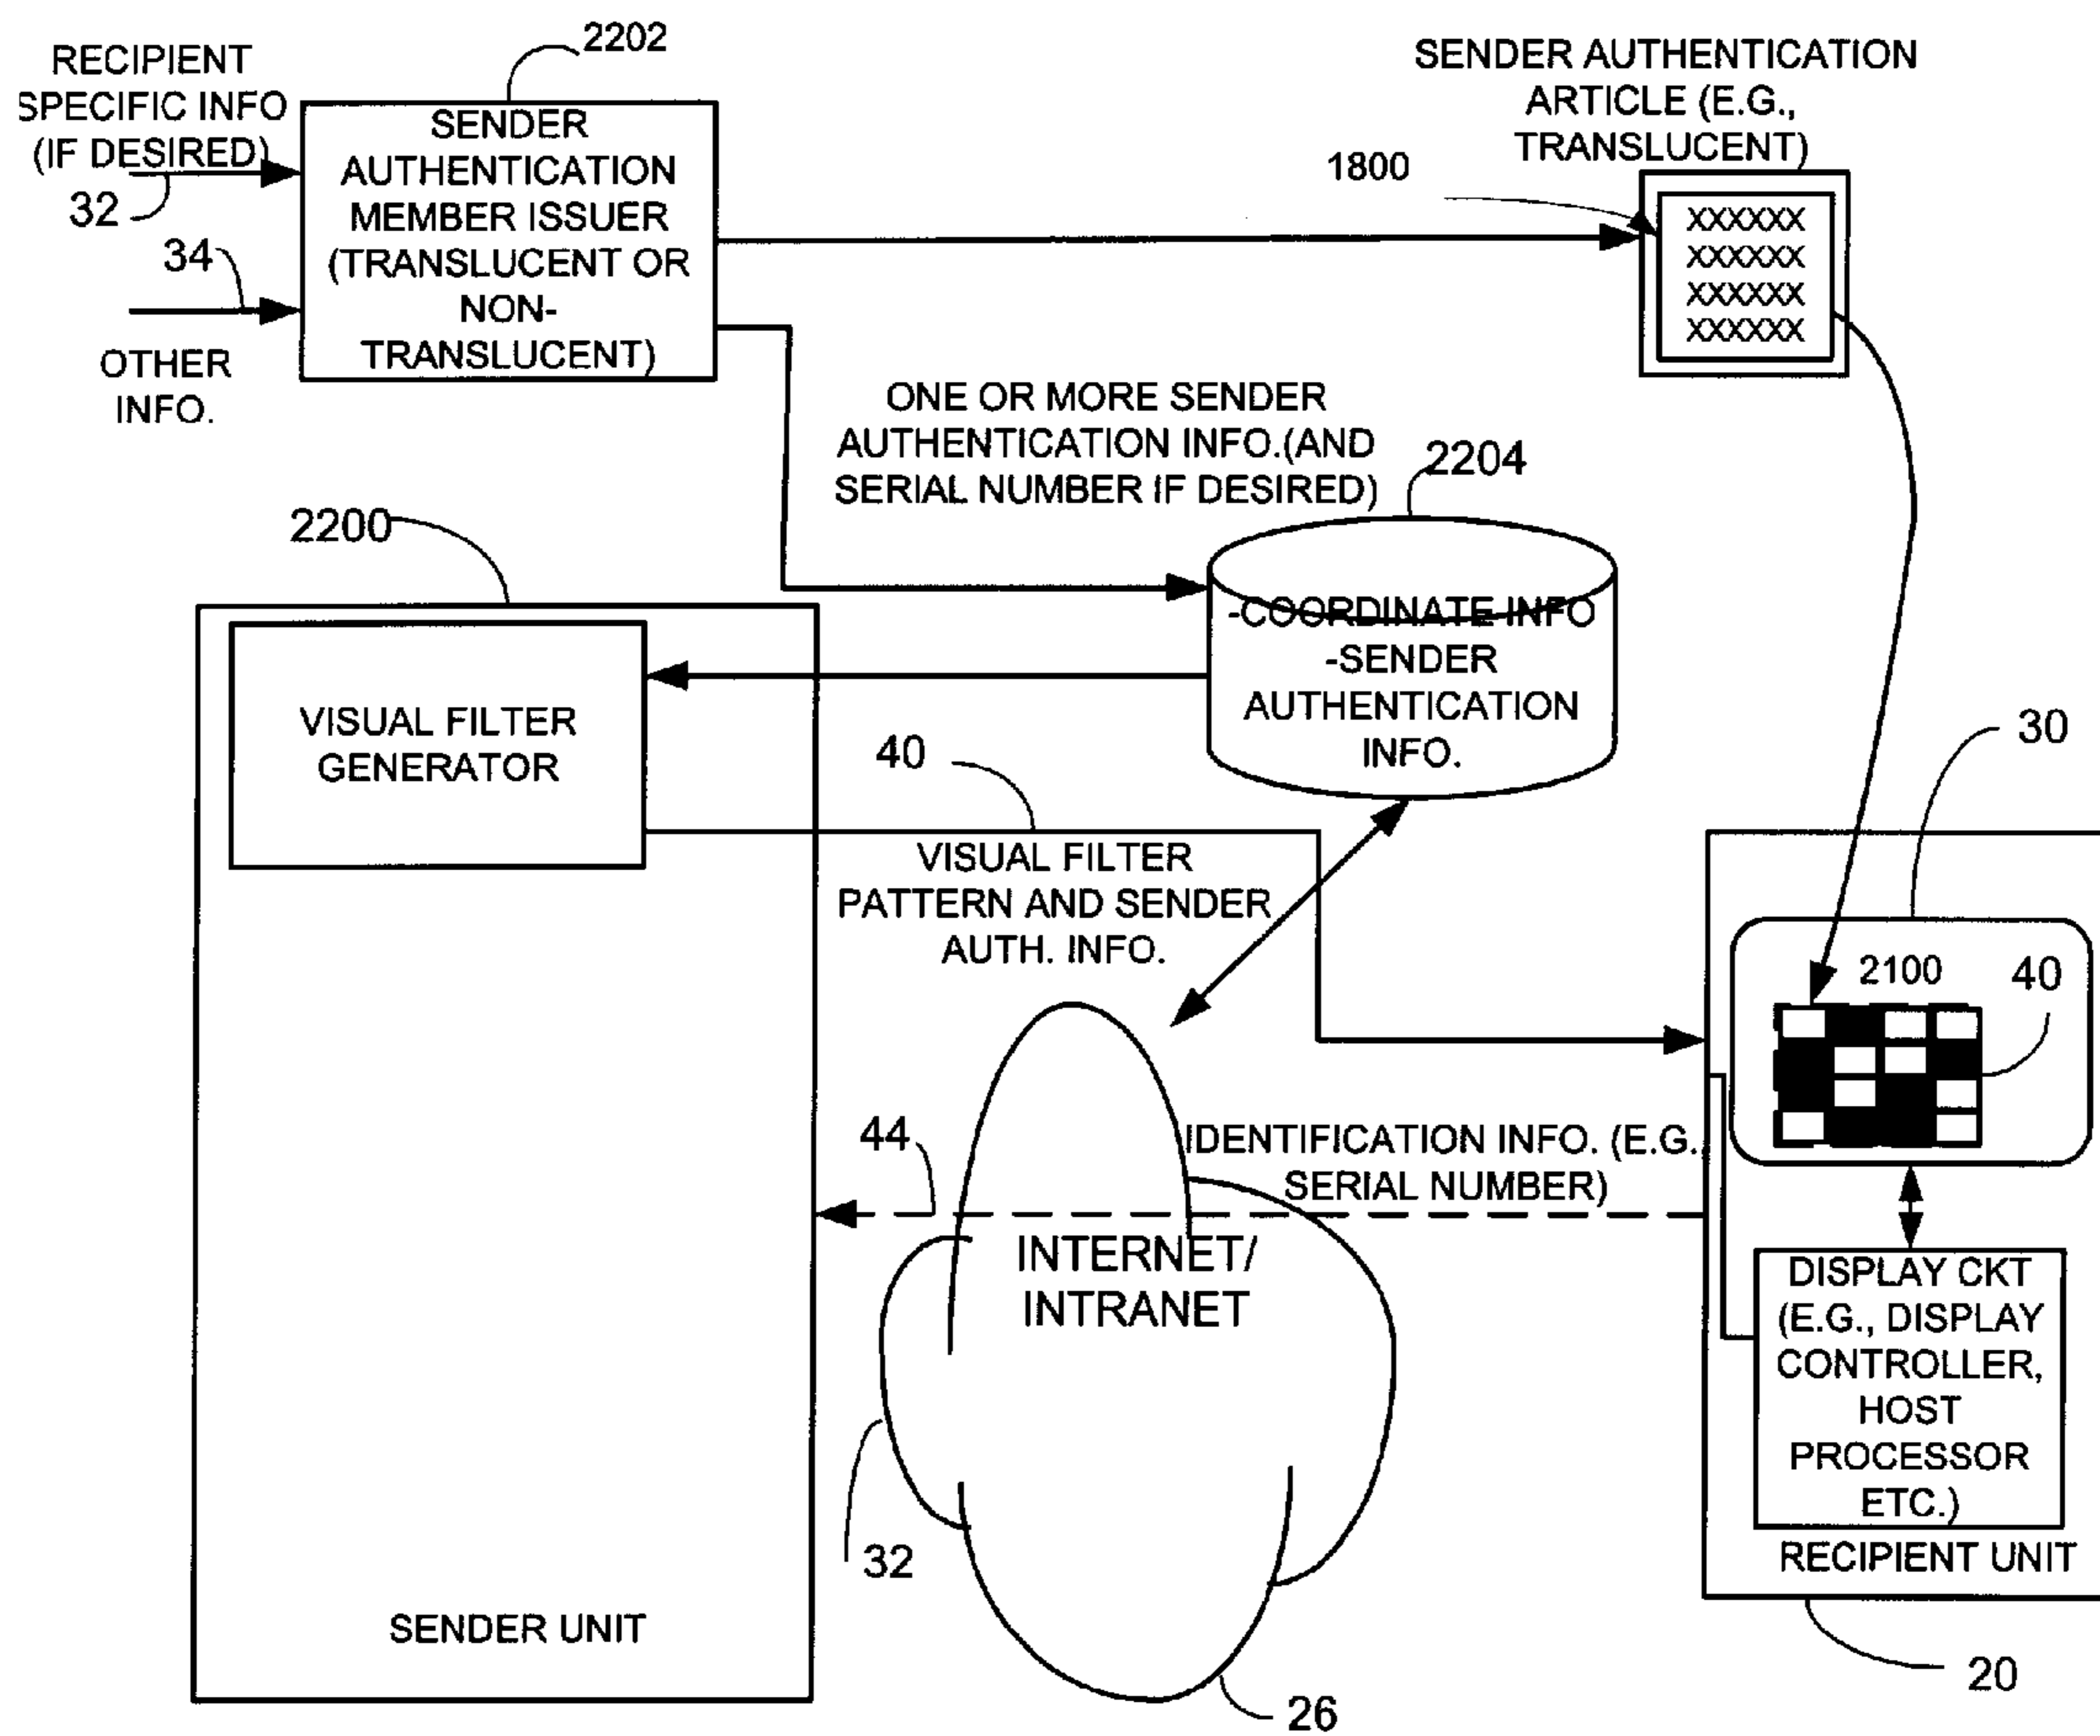 2202
RECIPIENT
SPECIFIC INFO
(IF DESIRED)
32
34
OTHER
INFO.
SENDER
AUTHENTICATION
MEMBER ISSUER
(TRANSLUCENT OR
NON-
TRANSLUCENT)
SENDER AUTHENTICATION
ARTICLE (E.G.,
TRANSLUCENT)
1800
XXXXXX
XXXXXX
XXXXXX
XXXXXX
ONE OR MORE SENDER
AUTHENTICATION INFO.(AND
SERIAL NUMBER IF DESIRED)
2204
-COORDINATE INFO
-SENDER
AUTHENTICATION
INFO.
2200
VISUAL FILTER
GENERATOR
40
VISUAL FILTER
PATTERN AND SENDER
AUTH. INFO.
30
2100
40
44
IDENTIFICATION INFO. (E.G.
SERIAL NUMBER)
INTERNET/
INTRANET
DISPLAY CKT
(E.G., DISPLAY
CONTROLLER,
HOST
PROCESSOR
ETC.)
RECIPIENT UNIT
32
SENDER UNIT
20
26